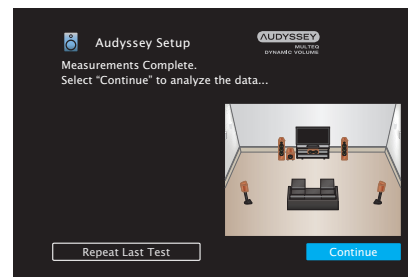 Audyssey Setup
AUDYSSEY
MULTEQ
DYNAMIC VOLUME
Measurements Complete.
Select “Continue” to analyze the data...
Repeat Last Test
Continue